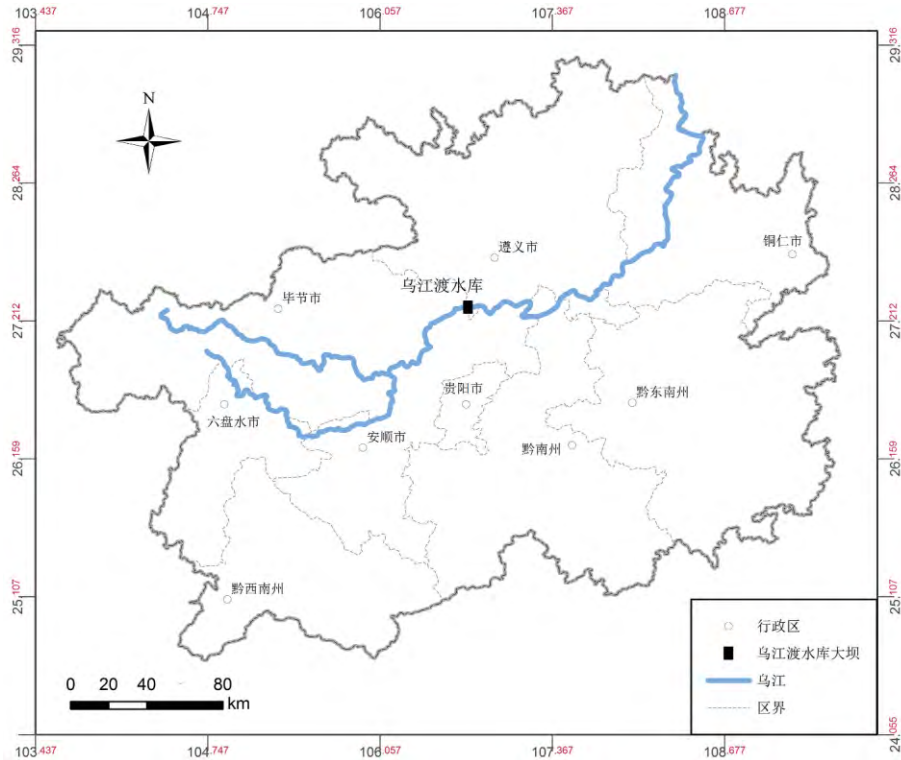 103.437 104.747 106.057 107.367 108.677
29.316 29.316
N
28.264 28.264
铜仁市
遵义市
乌江渡水库
毕节市
27.212 27.212
贵阳市
黔东南州
六盘水市
安顺市
黔南州
26.159 26.159
黔西南州
25.107 25.107
行政区
乌江渡水库大坝
乌江
区界
0 20 40 80
km
24.055 24.055
103.437 104.747 106.057 107.367 108.677